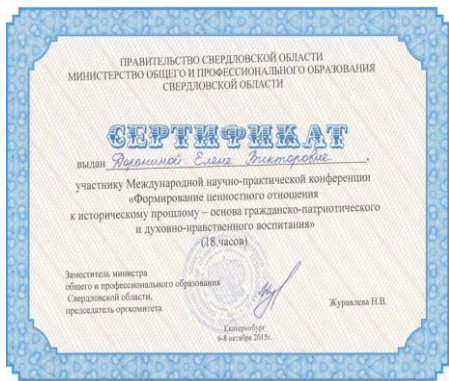 ПРАВИТЕЛЬСТВО СВЕРДЛОВСКОЙ ОБЛАСТИ
МИНИСТЕРСТВО ОБЩЕГО И ПРОФЕССИОНАЛЬНОГО ОБРАЗОВАНИЯ
СВЕРДЛОВСКОЙ ОБЛАСТИ
СЕРТИФИКАТ
выдан Дорониной Елене Викторовне,
участнику Международной научно-практической конференции
«Формирование ценностного отношения
к историческому прошлому – основа гражданско-патриотического
и духовно-нравственного воспитания»
(18 часов)
Заместитель министра
общего и профессионального образования
Свердловской области,
председатель оргкомитета
Журавлева Н.В.
Екатеринбург
6-8 октября 2015г.